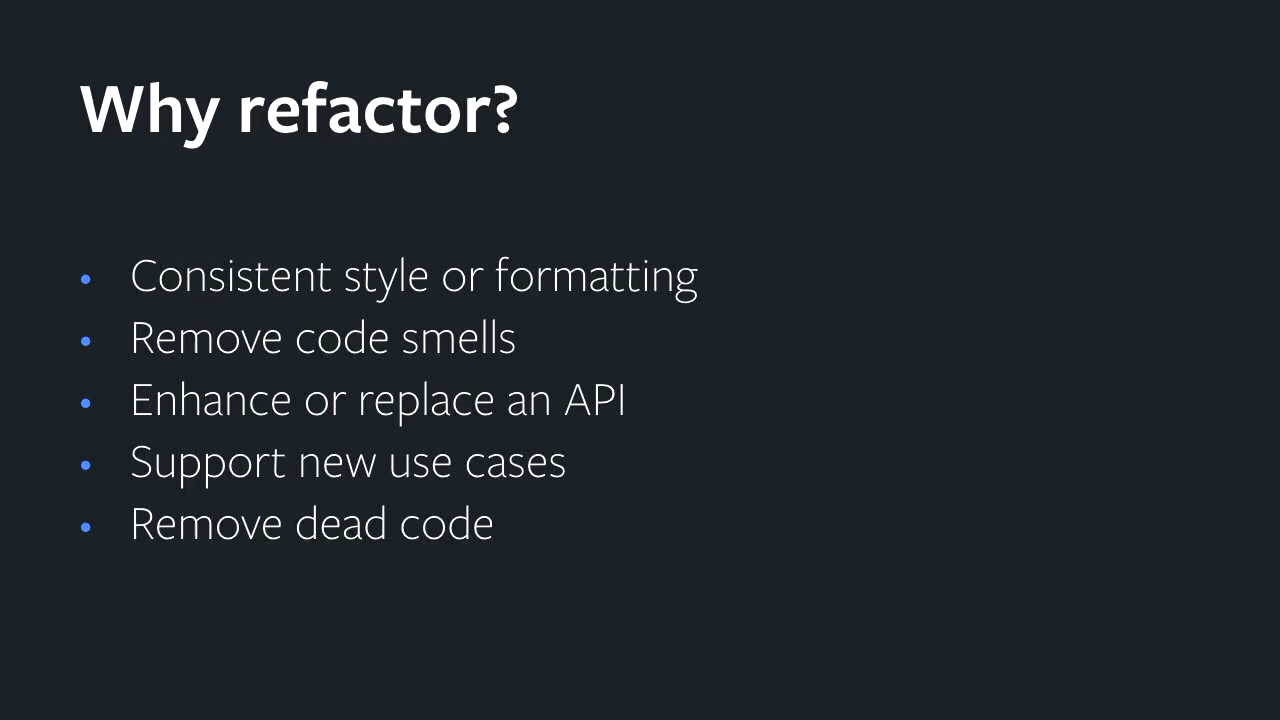 Why refactor?
• Consistent style or formatting
• Remove code smells
• Enhance or replace an API
• Support new use cases
• Remove dead code